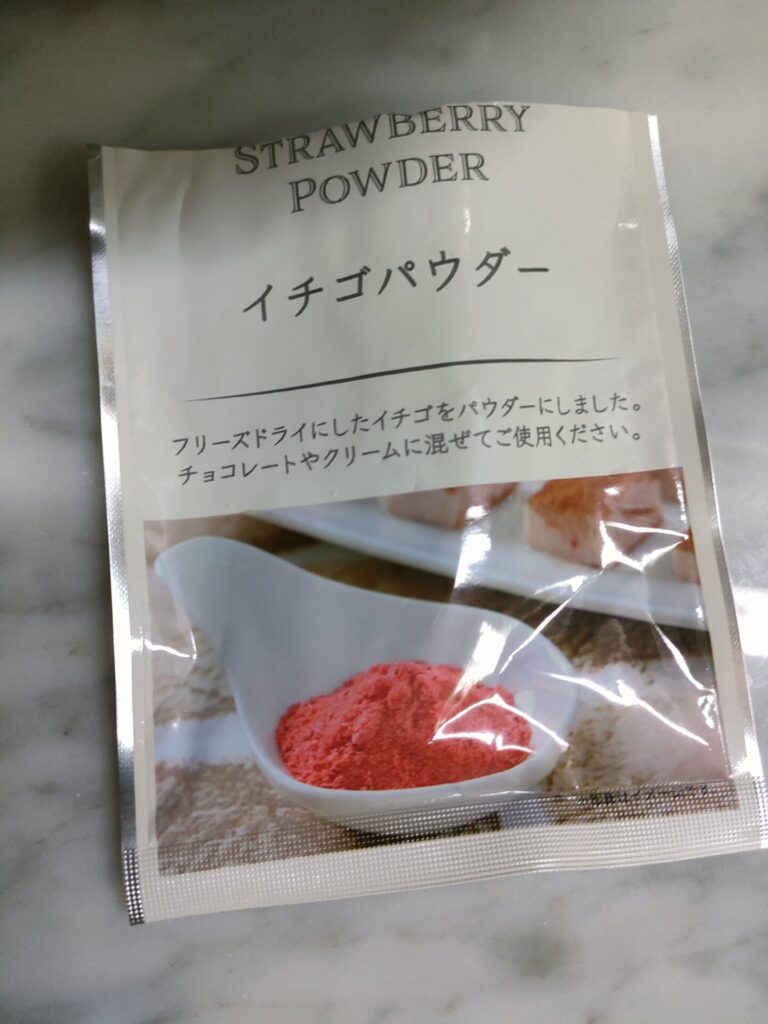 STRAWBERRY
POWDER
イチゴパウダー
フリーズドライにしたイチゴをパウダーにしました。
チョコレートやクリームに混ぜてご使用ください。